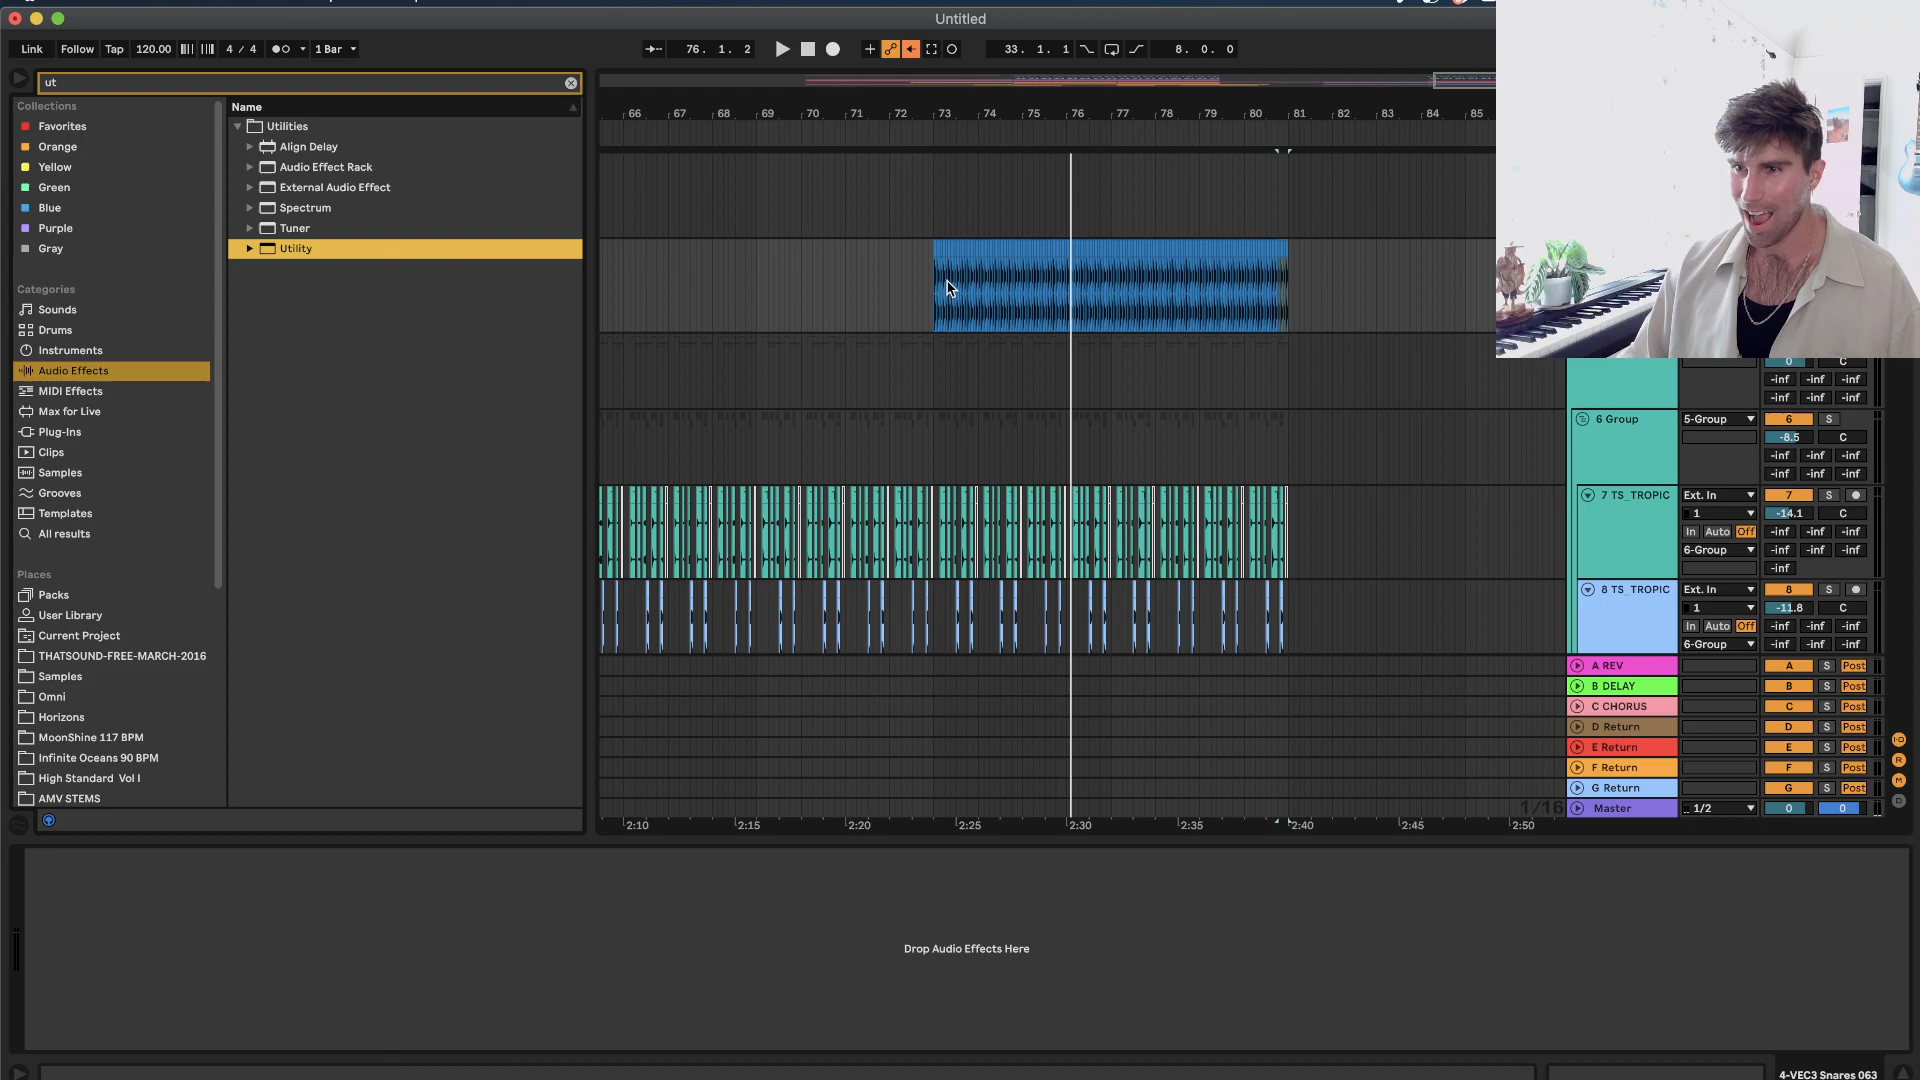 Untitled
Link Follow Tap 120.00 4 / 4 1 Bar 76. 1. 2 33. 1. 1 8. 0. 0
ut
Collections
Favorites
Orange
Yellow
Green
Blue
Purple
Gray
Categories
Sounds
Drums
Instruments
Audio Effects
MIDI Effects
Max for Live
Plug-Ins
Clips
Samples
Grooves
Templates
All results
Places
Packs
User Library
Current Project
THATSOUND-FREE-MARCH-2016
Samples
Omni
Horizons
MoonShine 117 BPM
Infinite Oceans 90 BPM
High Standard Vol I
AMV STEMS
Name
Utilities
Align Delay
Audio Effect Rack
External Audio Effect
Spectrum
Tuner
Utility
66 67 68 69 70 71 72 73 74 75 76 77 78 79 80 81 82 83 84 85
0 C
-inf -inf -inf
-inf -inf -inf
6 Group 5-Group 6 S
-8.5 C
-inf -inf -inf
-inf -inf -inf
7 TS_TROPIC Ext. In 7 S
1 -14.1 C
In Auto Off -inf -inf -inf
6-Group -inf -inf -inf
-inf
8 TS_TROPIC Ext. In 8 S
1 -11.8 C
In Auto Off -inf -inf -inf
6-Group -inf -inf -inf
A REV A S Post
B DELAY B S Post
C CHORUS C S Post
D Return D S Post
E Return E S Post
F Return F S Post
G Return G S Post
1/16 Master 1/2 0 0
I-O
R
M
D
2:10 2:15 2:20 2:25 2:30 2:35 2:40 2:45 2:50
Drop Audio Effects Here
4-VEC3 Snares 063